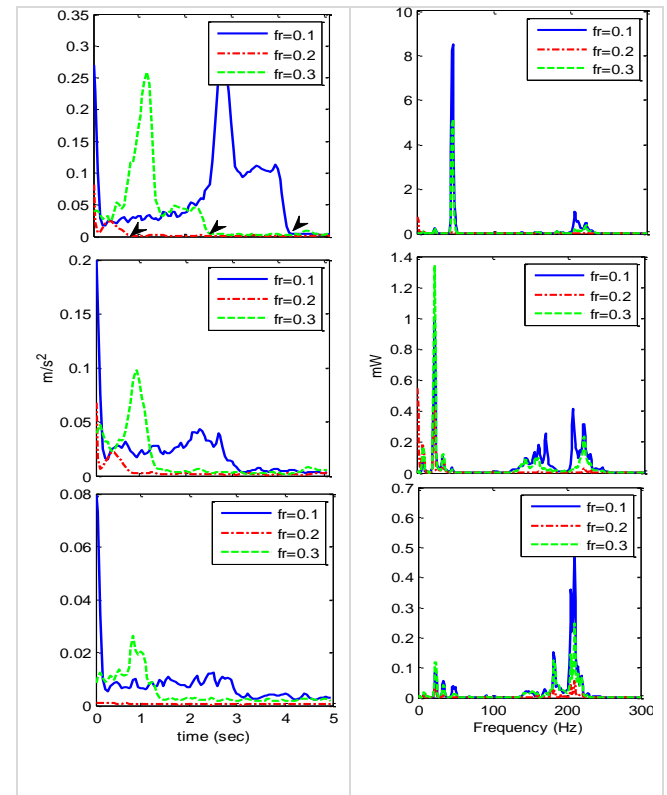 0.35
0.3
0.25
0.2
0.15
0.1
0.05
0
fr=0.1
fr=0.2
fr=0.3
10
8
6
4
2
0
fr=0.1
fr=0.2
fr=0.3
0.2
0.15
0.1
0.05
0
m/s²
fr=0.1
fr=0.2
fr=0.3
1.4
1.2
1
0.8
0.6
0.4
0.2
0
mW
fr=0.1
fr=0.2
fr=0.3
0.08
0.06
0.04
0.02
0
fr=0.1
fr=0.2
fr=0.3
0 1 2 3 4 5
time (sec)
0.7
0.6
0.5
0.4
0.3
0.2
0.1
0
fr=0.1
fr=0.2
fr=0.3
0 100 200 300
Frequency (Hz)